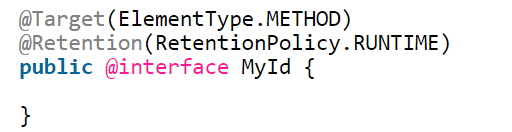 @Target(ElementType.METHOD)
@Retention(RetentionPolicy.RUNTIME)
public @interface MyId {
}